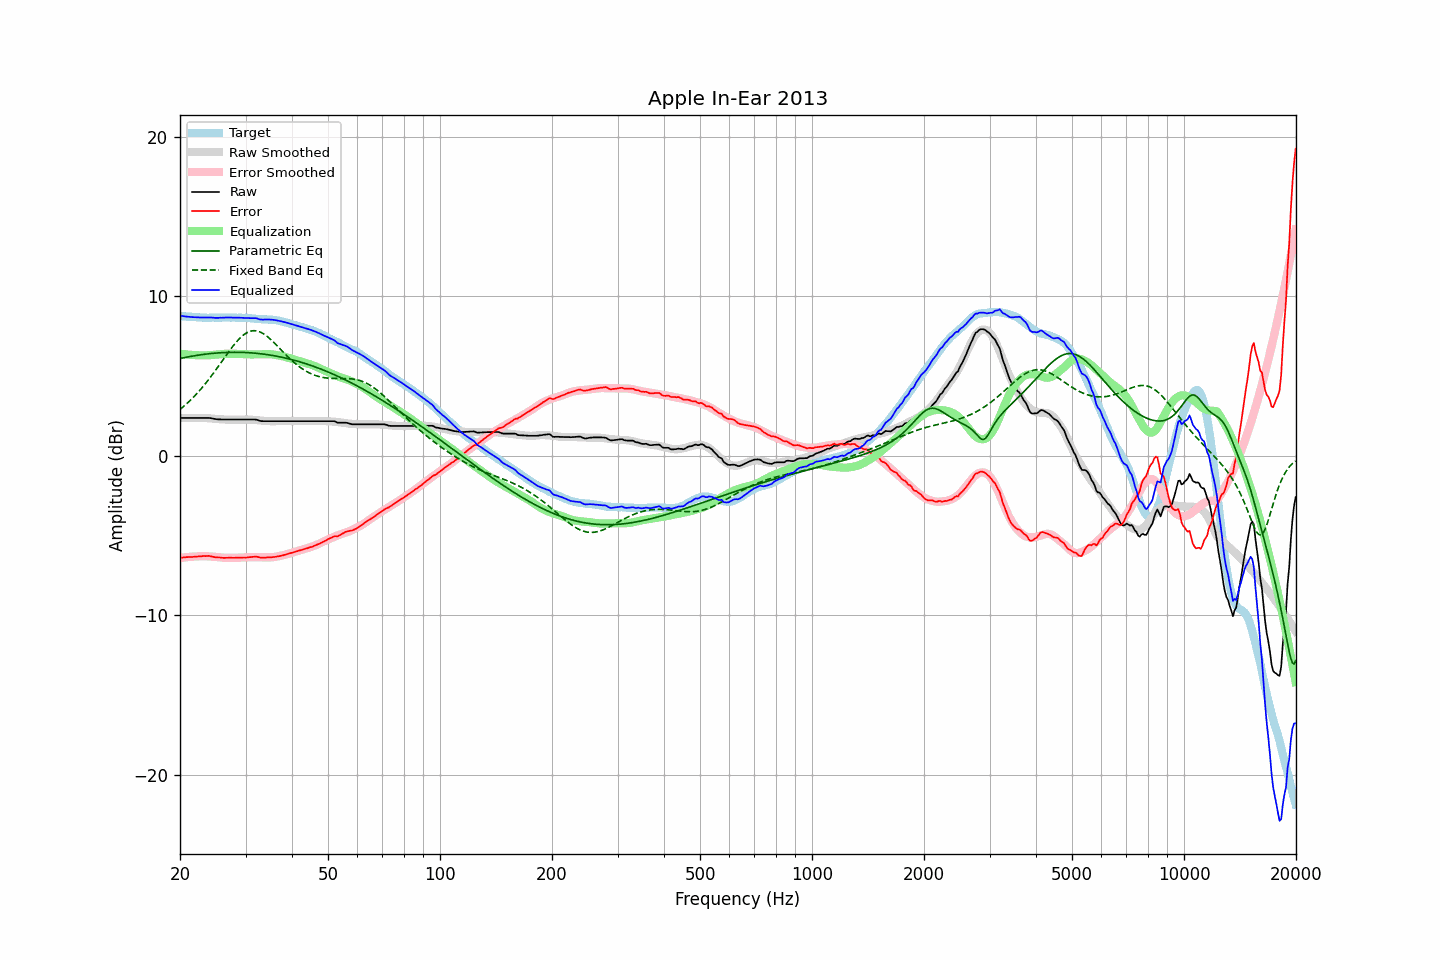 Apple In-Ear 2013
Target
Raw Smoothed
Error Smoothed
Raw
Error
Equalization
Parametric Eq
Fixed Band Eq
Equalized
Amplitude (dBr)
20
10
0
−10
−20
20 50 100 200 500 1000 2000 5000 10000 20000
Frequency (Hz)